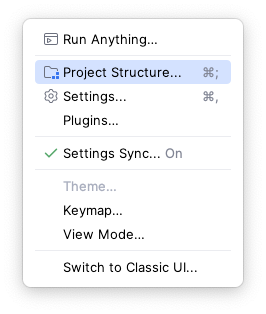 Run Anything...
Project Structure... ⌘;
Settings... ⌘,
Plugins...
Settings Sync... On
Theme...
Keymap...
View Mode...
Switch to Classic UI...